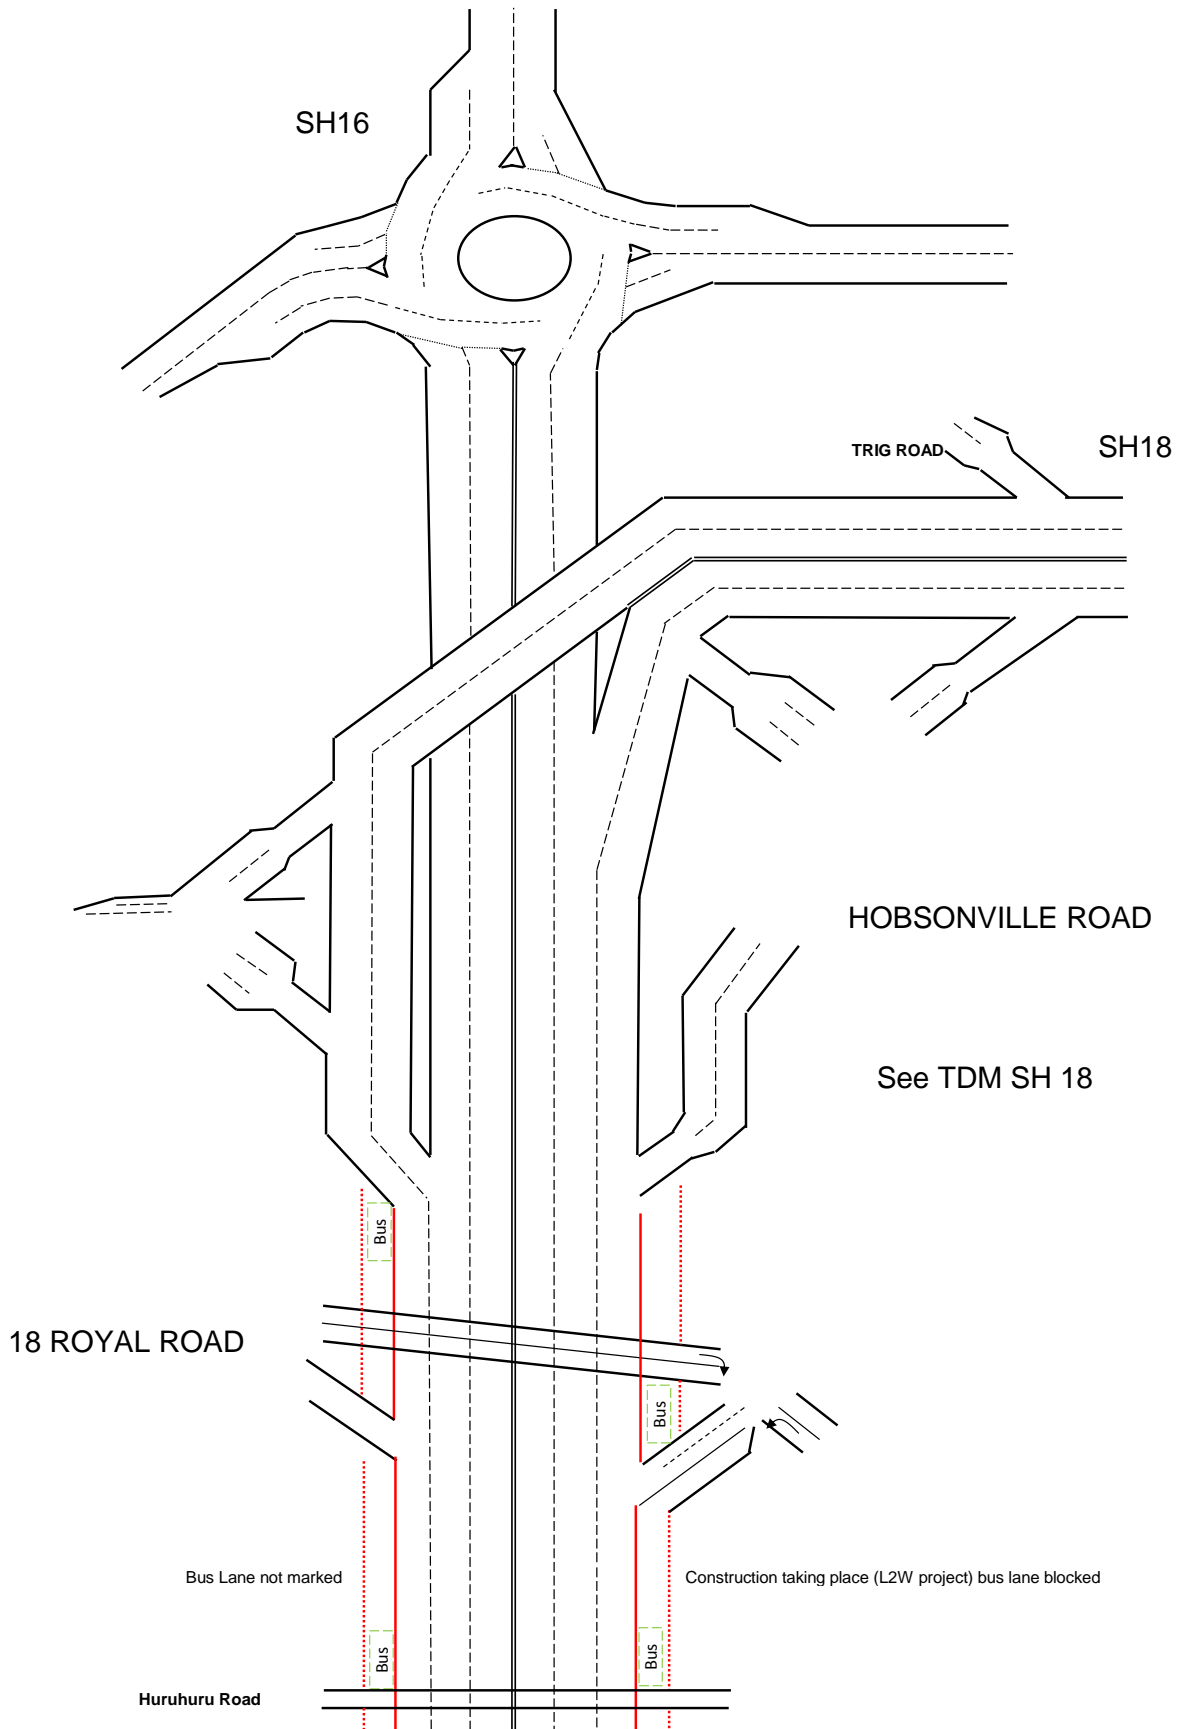 SH16
TRIG ROAD
SH18
HOBSONVILLE ROAD
See TDM SH 18
Bus
18 ROYAL ROAD
Bus
Bus Lane not marked
Construction taking place (L2W project) bus lane blocked
Bus
Bus
Huruhuru Road